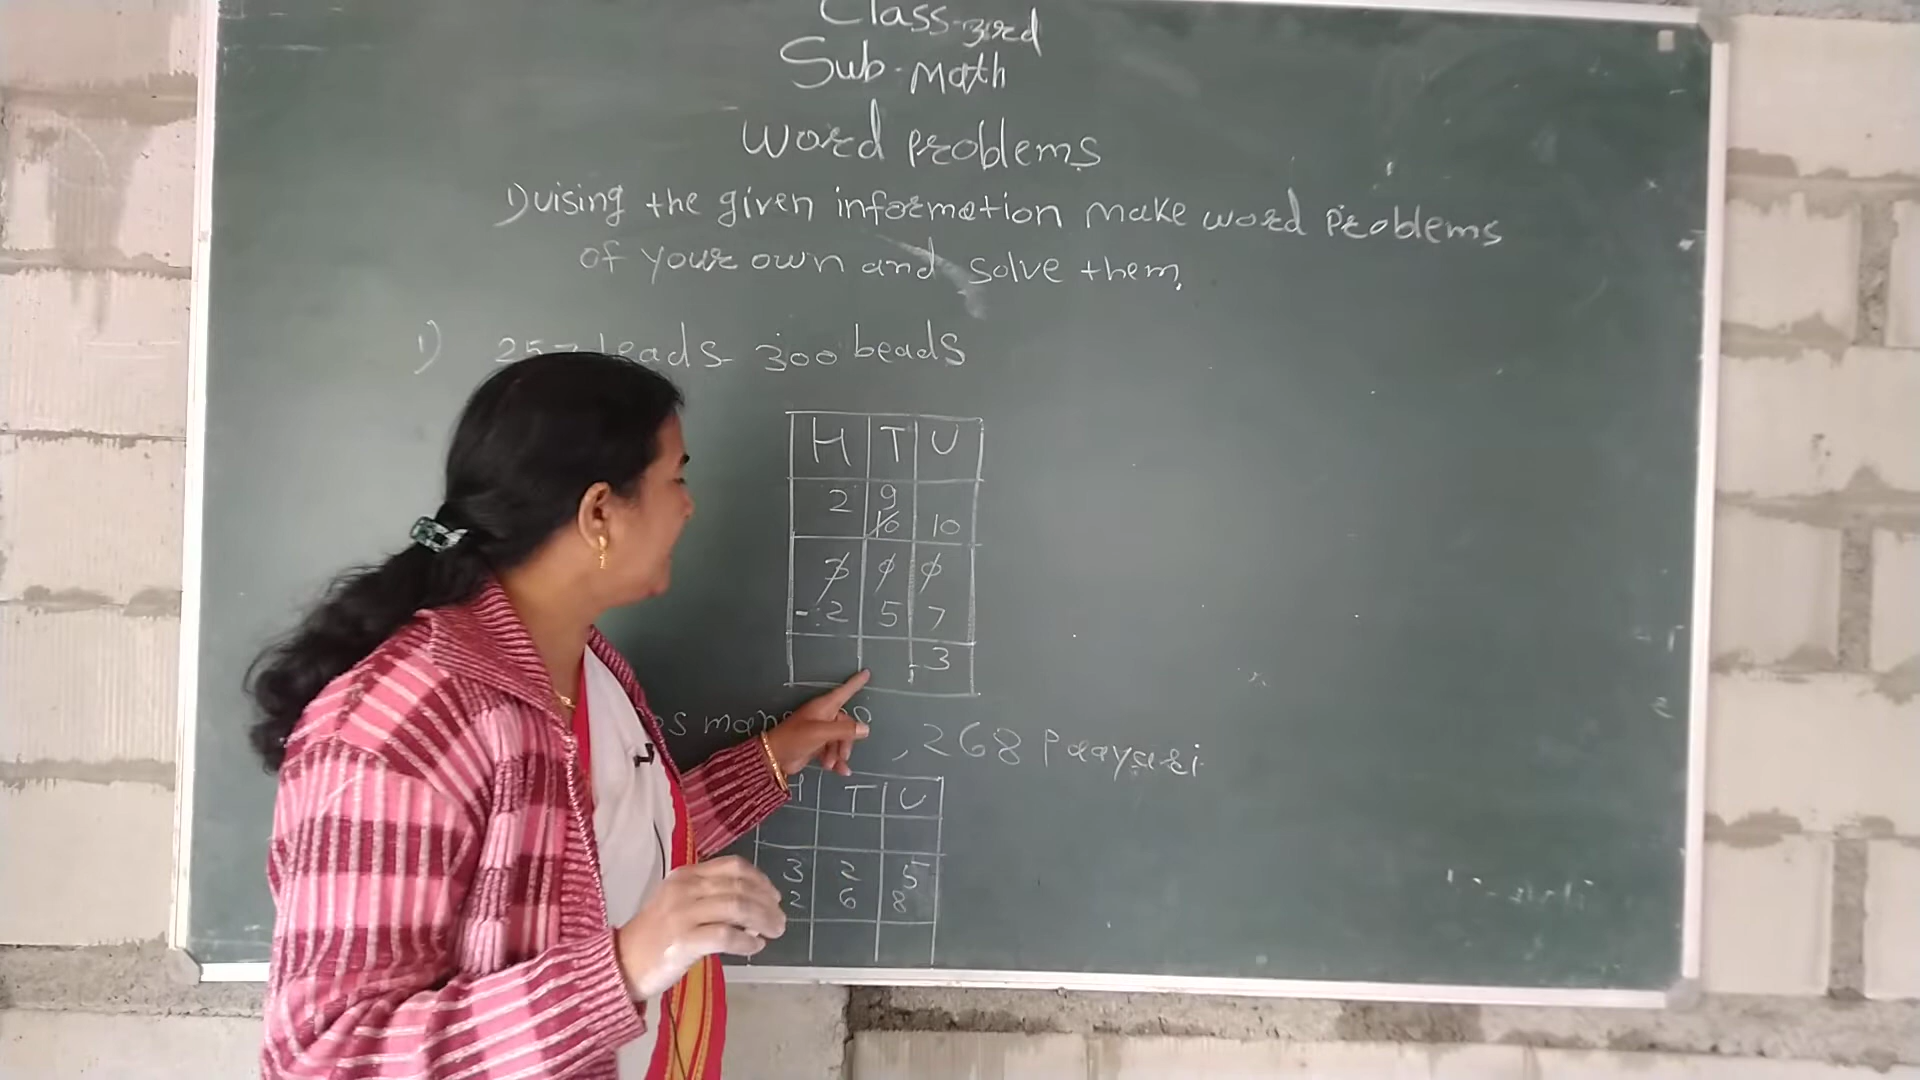 Class-3rd
Sub-Math
Word problems
1) uising the given information make word problems
of your own and solve them.
1) 257 beads 300 beads
H T U
2 9
10 10
3 0 0
- 2 5 7
3
, 268 Paayasi
H T U
3 2 5
2 6 8